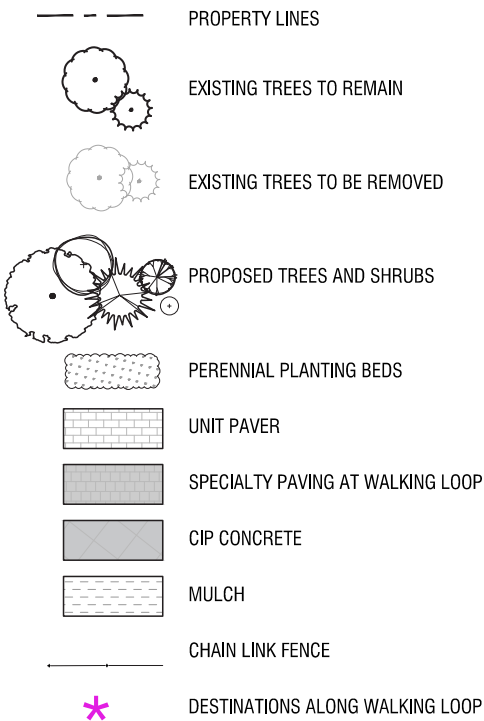 PROPERTY LINES
EXISTING TREES TO REMAIN
EXISTING TREES TO BE REMOVED
PROPOSED TREES AND SHRUBS
PERENNIAL PLANTING BEDS
UNIT PAVER
SPECIALTY PAVING AT WALKING LOOP
CIP CONCRETE
MULCH
CHAIN LINK FENCE
DESTINATIONS ALONG WALKING LOOP